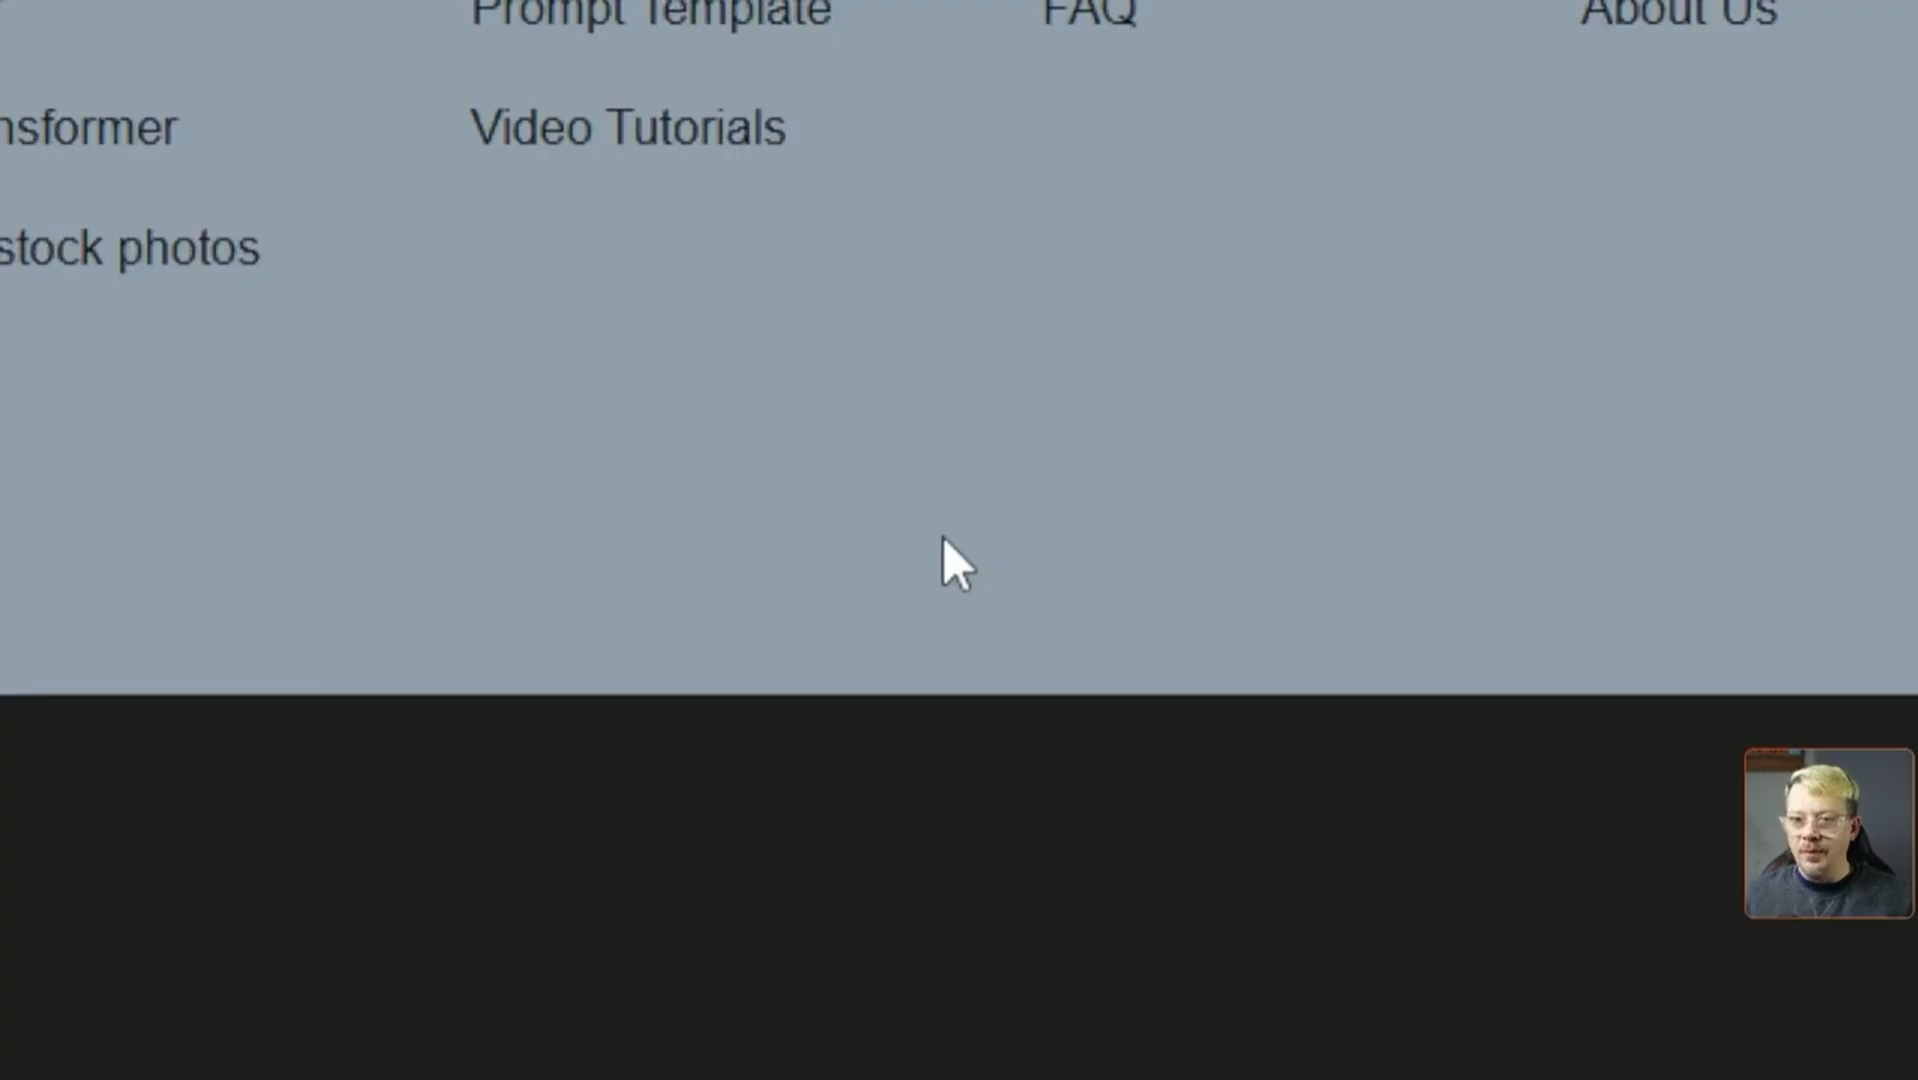 Prompt Template
FAQ
About Us
nsformer
Video Tutorials
stock photos